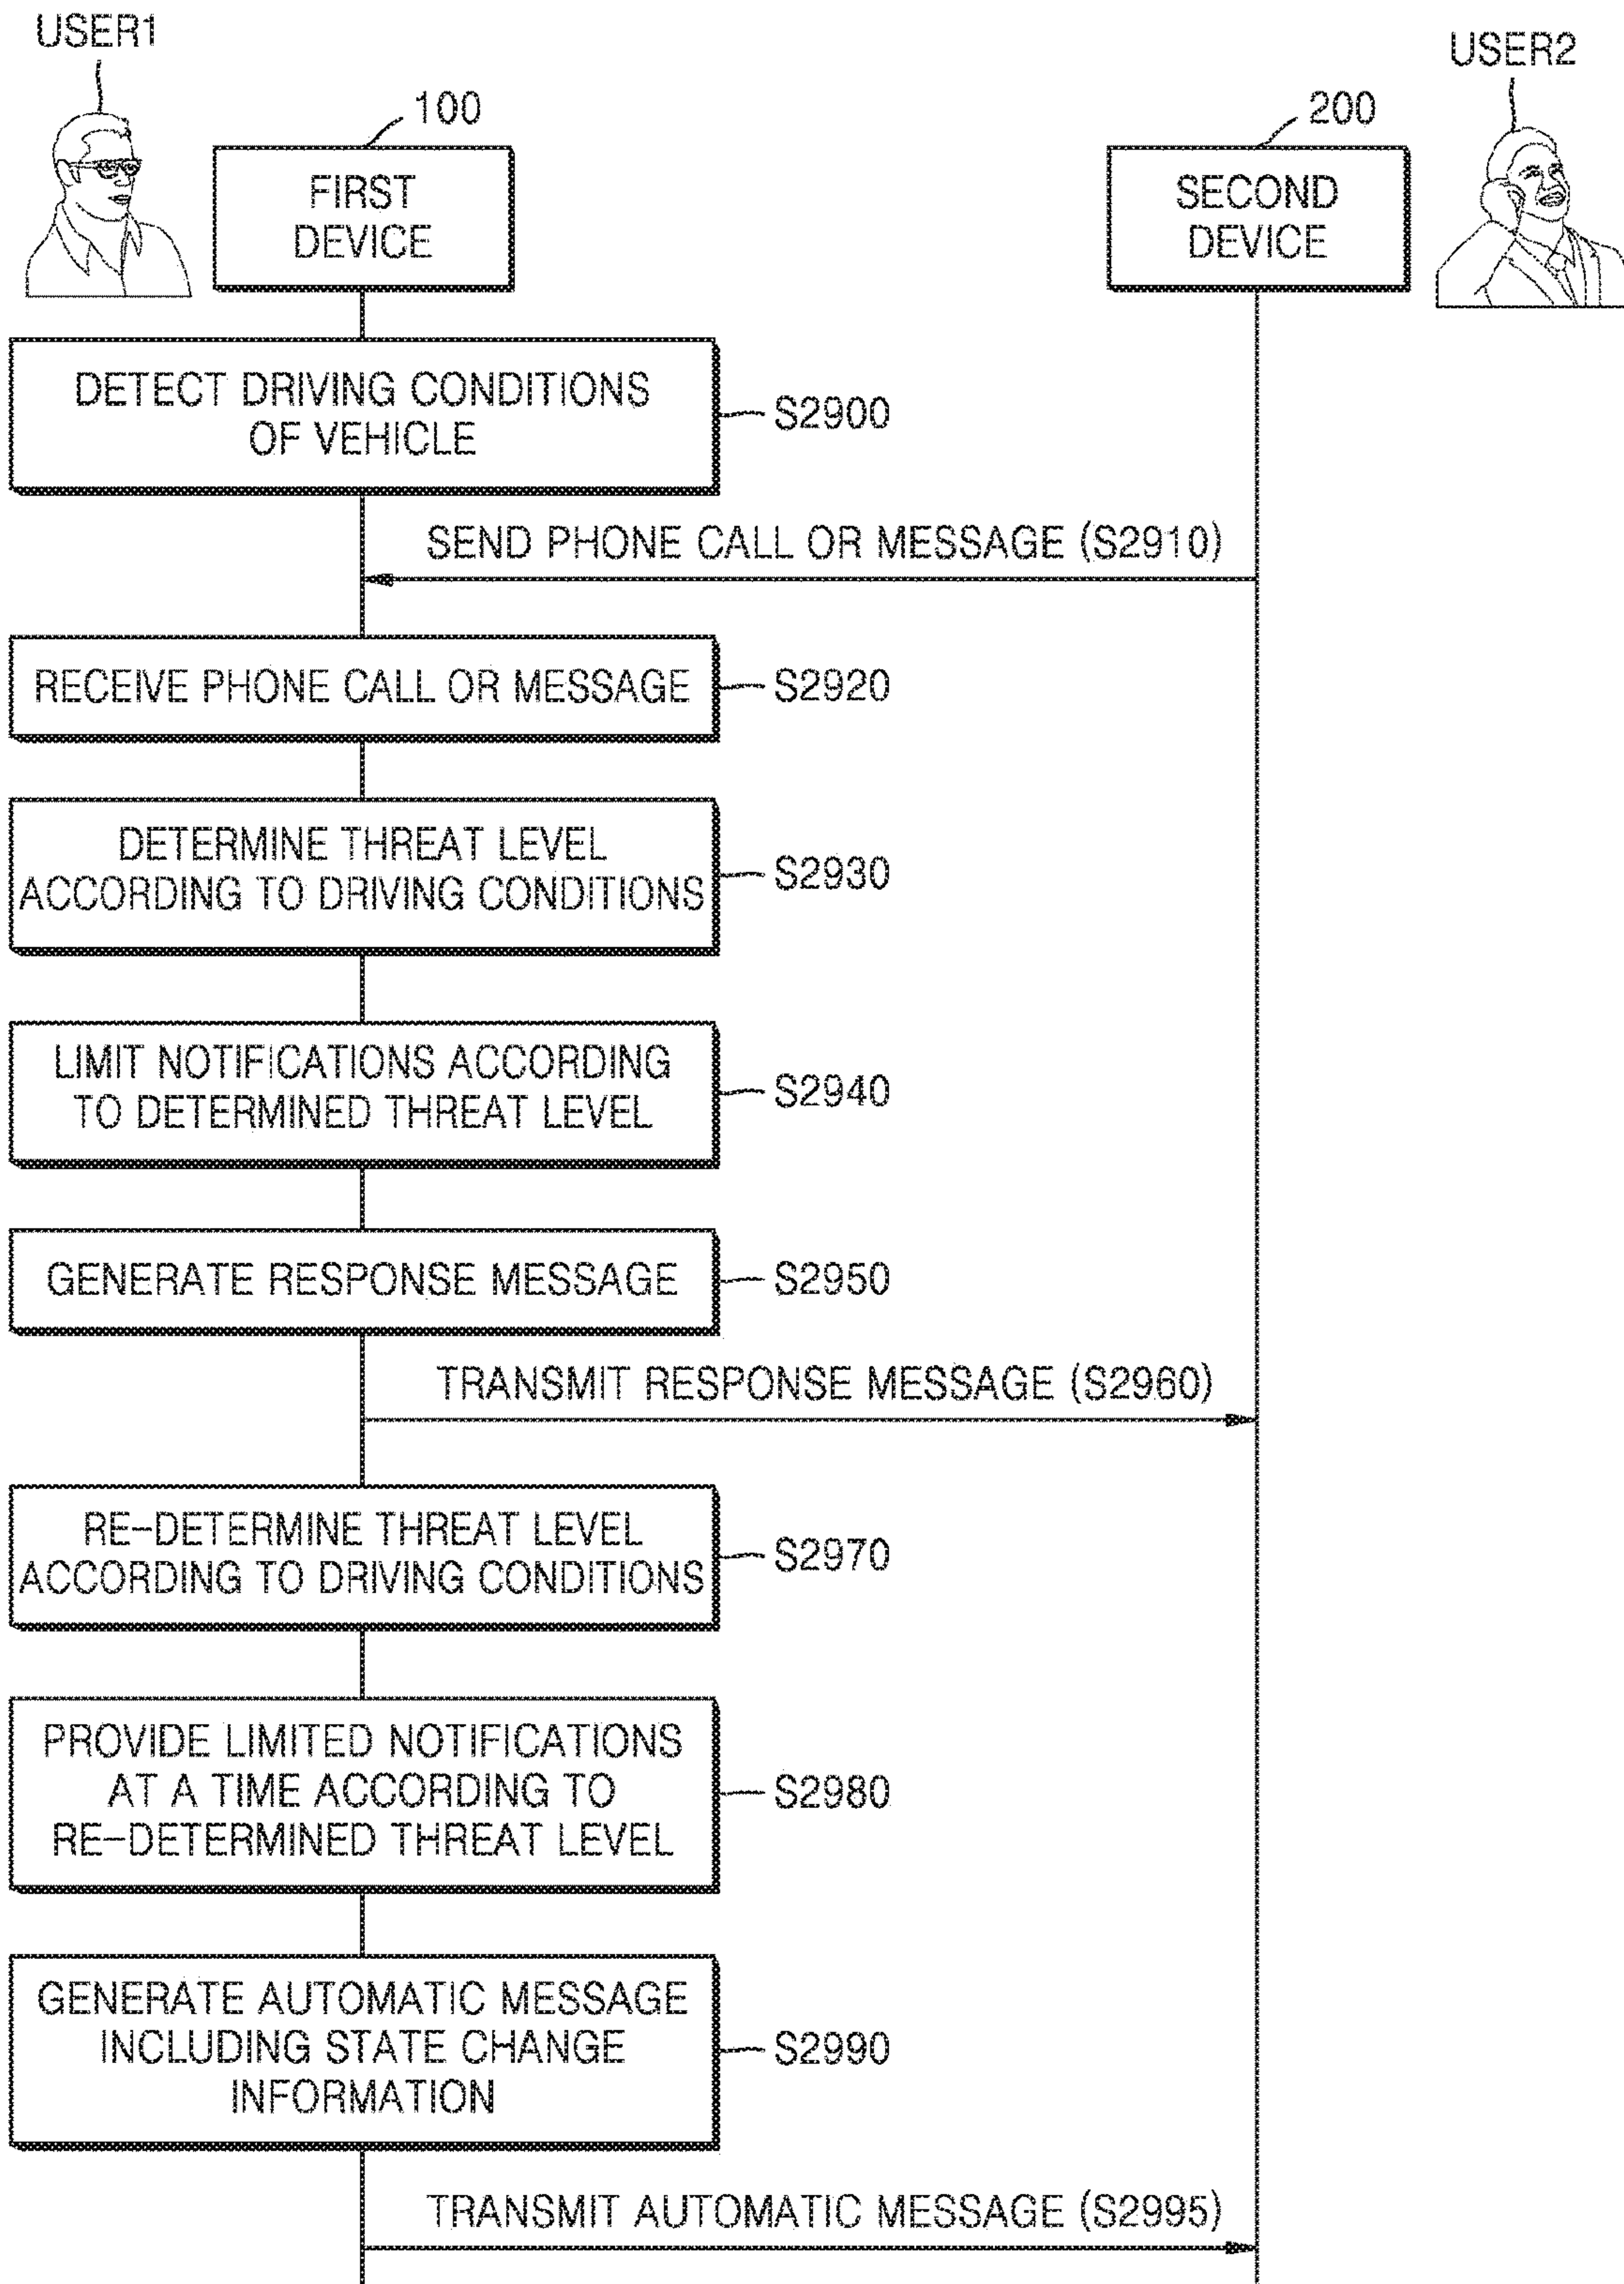 USER1
USER2
100
200
FIRST
DEVICE
SECOND
DEVICE
DETECT DRIVING CONDITIONS
OF VEHICLE
S2900
SEND PHONE CALL OR MESSAGE (S2910)
RECEIVE PHONE CALL OR MESSAGE
S2920
DETERMINE THREAT LEVEL
ACCORDING TO DRIVING CONDITIONS
S2930
LIMIT NOTIFICATIONS ACCORDING
TO DETERMINED THREAT LEVEL
S2940
GENERATE RESPONSE MESSAGE
S2950
TRANSMIT RESPONSE MESSAGE (S2960)
RE-DETERMINE THREAT LEVEL
ACCORDING TO DRIVING CONDITIONS
S2970
PROVIDE LIMITED NOTIFICATIONS
AT A TIME ACCORDING TO
RE-DETERMINED THREAT LEVEL
S2980
GENERATE AUTOMATIC MESSAGE
INCLUDING STATE CHANGE
INFORMATION
S2990
TRANSMIT AUTOMATIC MESSAGE (S2995)